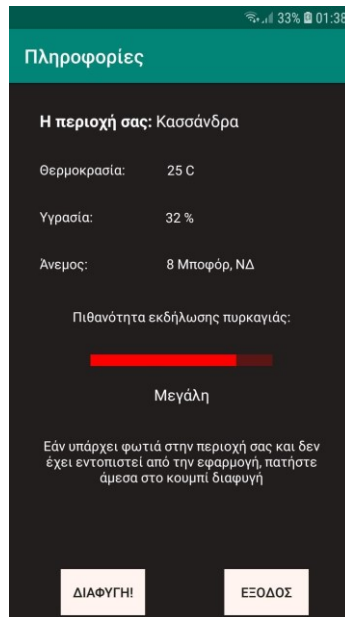 33% 01:38
Πληροφορίες
Η περιοχή σας: Κασσάνδρα
Θερμοκρασία: 25 C
Υγρασία: 32 %
Άνεμος: 8 Μποφόρ, ΝΔ
Πιθανότητα εκδήλωσης πυρκαγιάς:
Μεγάλη
Εάν υπάρχει φωτιά στην περιοχή σας και δεν
έχει εντοπιστεί από την εφαρμογή, πατήστε
άμεσα στο κουμπί διαφυγή
ΔΙΑΦΥΓΗ! ΕΞΟΔΟΣ